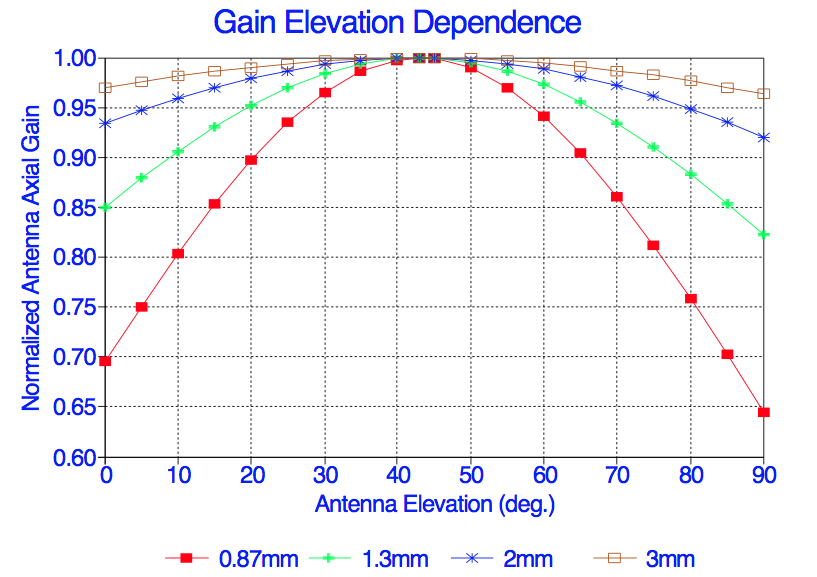 Gain Elevation Dependence
Normalized Antenna Axial Gain
1.00
0.95
0.90
0.85
0.80
0.75
0.70
0.65
0.60
0 10 20 30 40 50 60 70 80 90
Antenna Elevation (deg.)
0.87mm 1.3mm 2mm 3mm